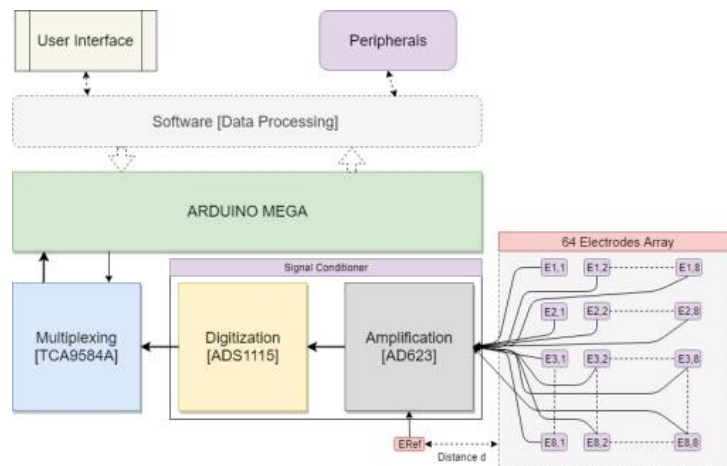 User Interface
Peripherals
Software [Data Processing]
ARDUINO MEGA
64 Electrodes Array
Signal Conditioner
E1,1 E1,2 E1,8
E2,1 E2,2 E2,8
Multiplexing
[TCA9584A]
Digitization
[ADS1115]
Amplification
[AD623]
E3,1 E3,2 E3,8
E8,1 E8,2 E8,8
ERef
Distance d